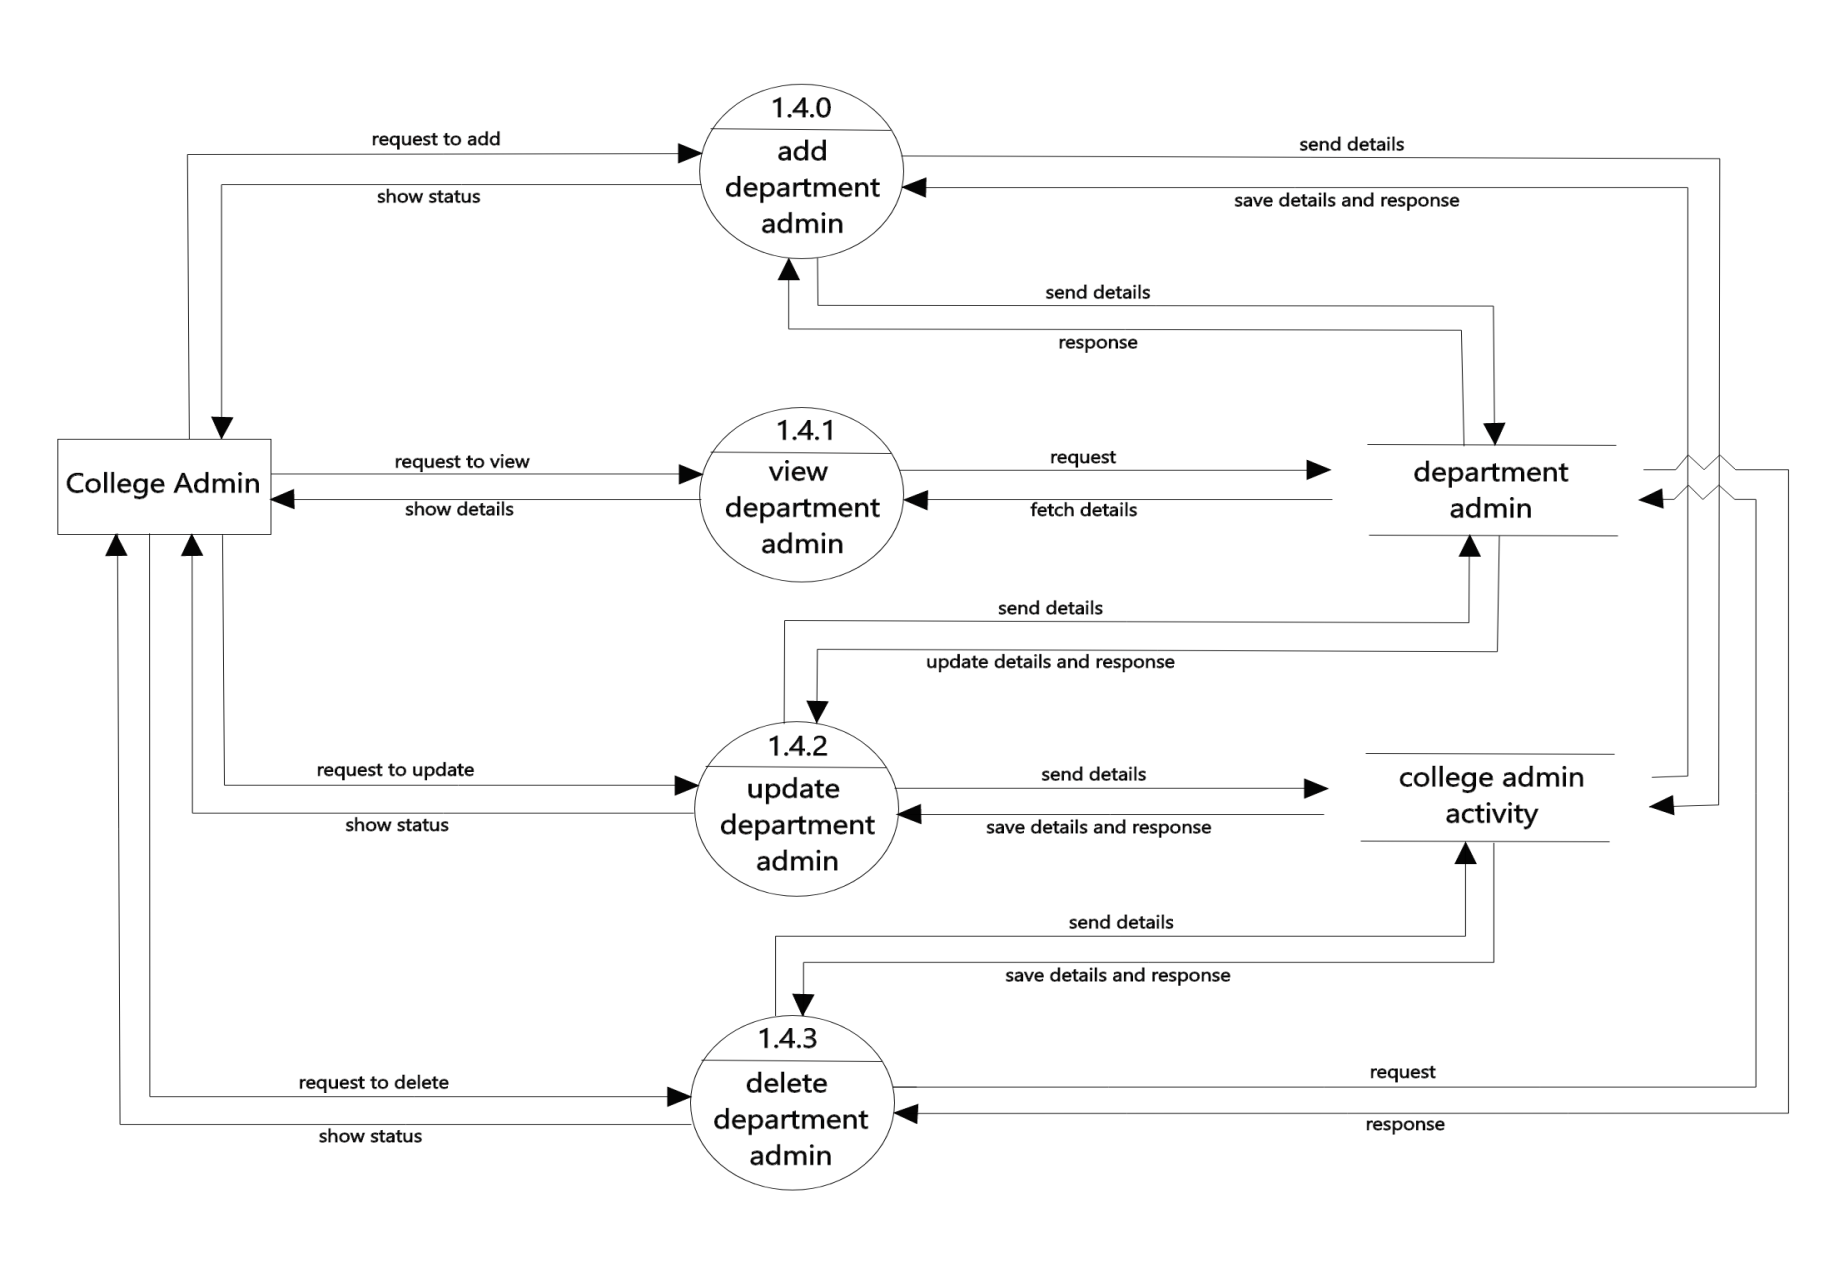 1.4.0
add
department
admin
request to add
show status
send details
save details and response
send details
response
College Admin
request to view
show details
1.4.1
view
department
admin
request
fetch details
department
admin
send details
update details and response
request to update
show status
1.4.2
update
department
admin
send details
save details and response
college admin
activity
send details
save details and response
request to delete
show status
1.4.3
delete
department
admin
request
response